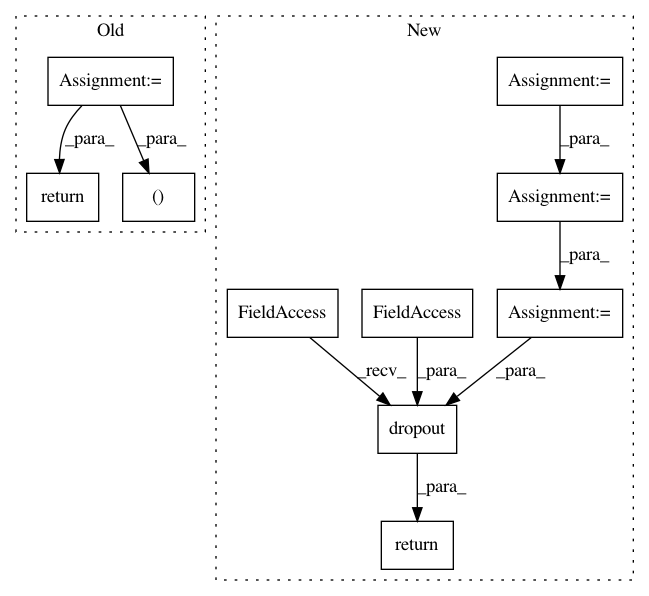 Old
New
Assignment:=
Assignment:=
_para_
_para_
_para_
return
()
Assignment:=
_para_
FieldAccess
FieldAccess
Assignment:=
_recv_
_para_
_para_
dropout
_para_
return